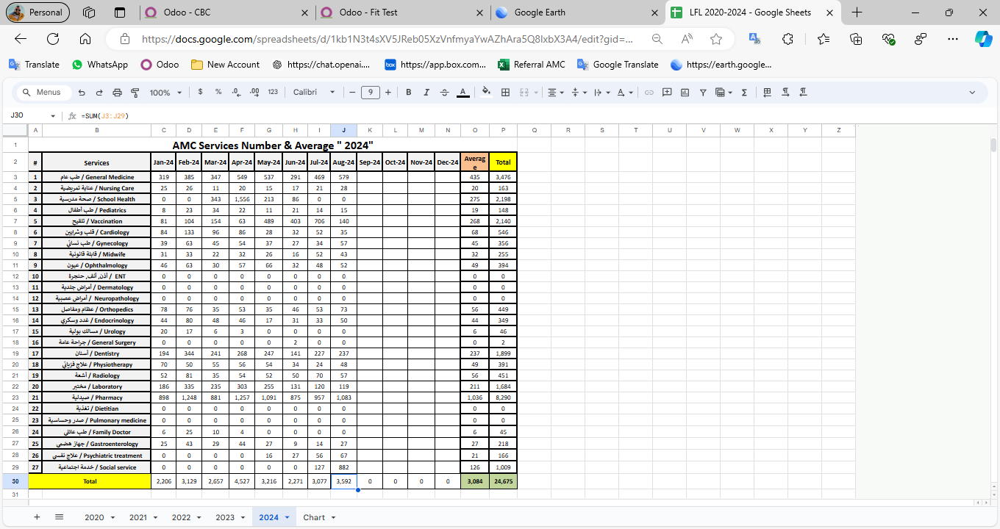 Personal
Odoo - CBC
Odoo - Fit Test
Google Earth
LFL 2020-2024 - Google Sheets
https://docs.google.com/spreadsheets/d/1kb1N3t4sXV5JReb05XzVnfmyaYwAZhAra5Q8lxbX3A4/edit?gid=...
Translate WhatsApp Odoo New Account https://chat.openai.... https://app.box.com... Referral AMC Google Translate https://earth.google...
Menus 100% $ % .0 .00 123 Calibri 9 B I A
J30 fx =SUM(J3:J29)
A B C D E F G H I J K L M N O P Q R S T U V W X Y Z
1 AMC Services Number & Average " 2024"
2 # Services Jan-24 Feb-24 Mar-24 Apr-24 May-24 Jun-24 Jul-24 Aug-24 Sep-24 Oct-24 Nov-24 Dec-24 Average Total
3 1 طب عام / General Medicine 319 385 347 549 537 291 469 579 435 3,476
4 2 عناية تمريضية / Nursing Care 25 26 11 20 15 17 21 28 20 163
5 3 صحة مدرسية / School Health 0 0 343 1,556 213 86 0 0 275 2,198
6 4 طب أطفال / Pediatrics 8 23 34 22 11 21 14 15 19 148
7 5 تلقيح / Vaccination 81 104 154 63 489 403 706 140 268 2,140
8 6 قلب وشرايين / Cardiology 84 133 96 86 28 32 52 35 68 546
9 7 طب نسائي / Gynecology 39 63 45 54 37 27 34 57 45 356
10 8 قابلة قانونية / Midwife 31 33 22 32 26 16 52 43 32 255
11 9 عيون / Ophthalmology 46 63 30 57 66 32 48 52 49 394
12 10 أذن, أنف, حنجرة / ENT 0 0 0 0 0 0 0 0 0 0
13 11 أمراض جلدية / Dermatology 0 0 0 0 0 0 0 0 0 0
14 12 أمراض عصبية / Neuropathology 0 0 0 0 0 0 0 0 0 0
15 13 عظام ومفاصل / Orthopedics 78 76 35 53 35 46 53 73 56 449
16 14 غدد وسكري / Endocrinology 44 80 48 46 17 31 33 50 44 349
17 15 مسالك بولية / Urology 20 17 6 3 0 0 0 0 6 46
18 16 جراحة عامة / General Surgery 0 0 0 0 0 2 0 0 0 2
19 17 أسنان / Dentistry 194 344 241 268 247 141 227 237 237 1,899
20 18 علاج فزيائي / Physiotherapy 70 50 55 56 54 34 24 48 49 391
21 19 أشعة / Radiology 52 81 35 54 52 50 70 57 56 451
22 20 مختبر / Laboratory 186 335 235 303 255 131 120 119 211 1,684
23 21 صيدلية / Pharmacy 898 1,248 881 1,257 1,091 875 957 1,083 1,036 8,290
24 22 تغذية / Dietitian 0 0 0 0 0 0 0 0 0 0
25 23 صدر وحساسية / Pulmonary medicine 0 0 0 0 0 0 0 0 0 0
26 24 طب عائلي / Family Doctor 6 25 10 4 0 0 0 0 6 45
27 25 جهاز هضمي / Gastroenterology 25 43 29 44 27 9 14 27 27 218
28 26 علاج نفسي / Psychiatric treatment 0 0 0 0 16 27 56 67 21 166
29 27 خدمة اجتماعية / Social service 0 0 0 0 0 0 127 882 126 1,009
30 Total 2,206 3,129 2,657 4,527 3,216 2,271 3,077 3,592 0 0 0 0 3,084 24,675
31
2020 2021 2022 2023 2024 Chart